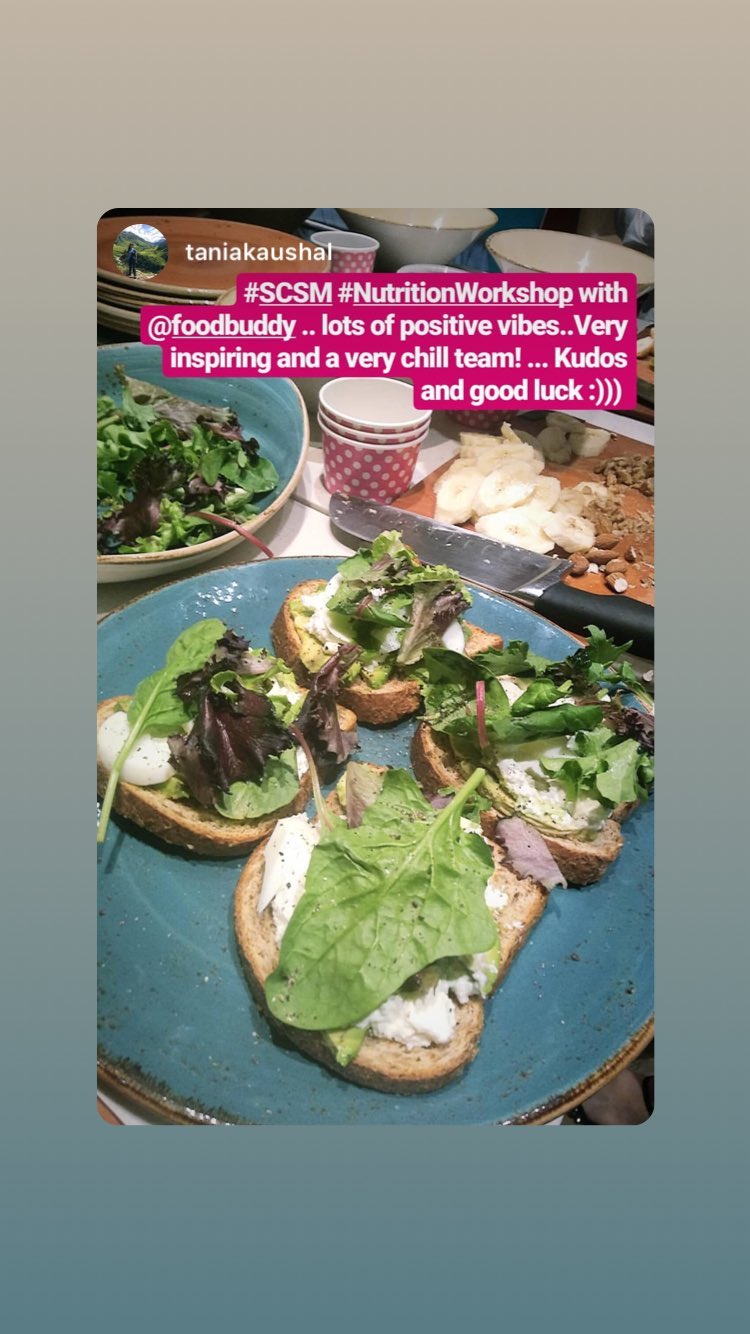 taniakaushal
#SCSM #NutritionWorkshop with
@foodbuddy .. lots of positive vibes..Very
inspiring and a very chill team! ... Kudos
and good luck :)))